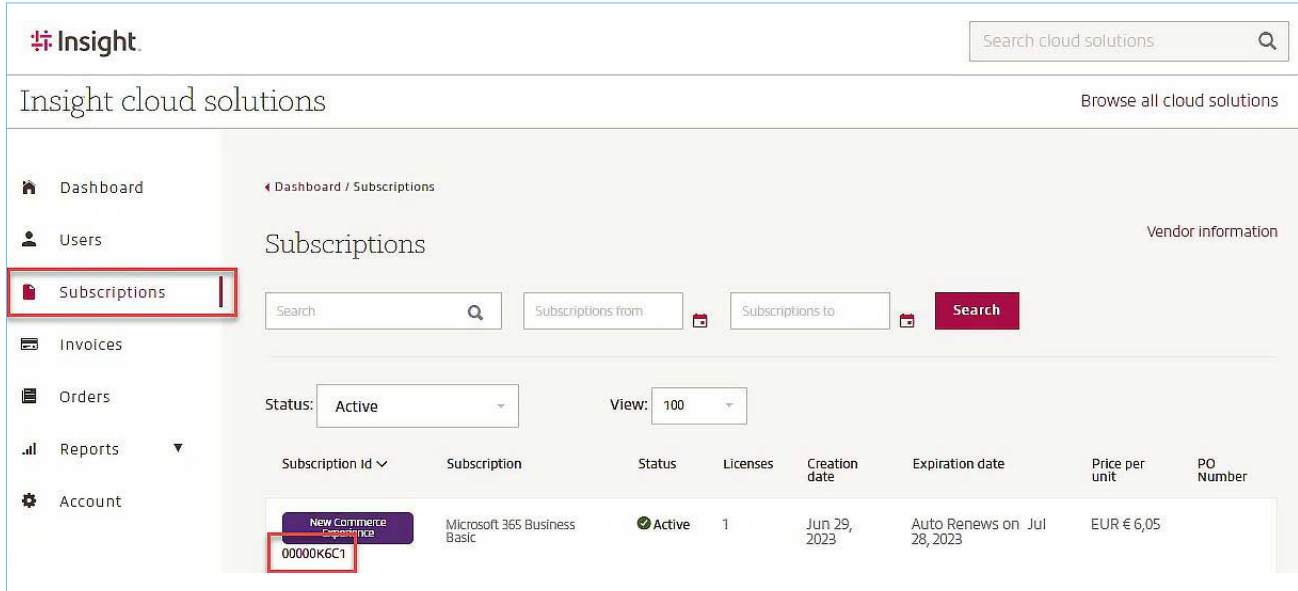 Insight.
Search cloud solutions
Insight cloud solutions
Browse all cloud solutions
Dashboard
Users
Subscriptions
Invoices
Orders
Reports
Account
Dashboard / Subscriptions
Subscriptions
Vendor information
Search
Subscriptions from
Subscriptions to
Search
Status: Active
View: 100
Subscription Id
Subscription
Status
Licenses
Creation
date
Expiration date
Price per
unit
PO
Number
New Commerce
Experience
00000K6C1
Microsoft 365 Business
Basic
Active
1
Jun 29,
2023
Auto Renews on Jul
28, 2023
EUR € 6,05